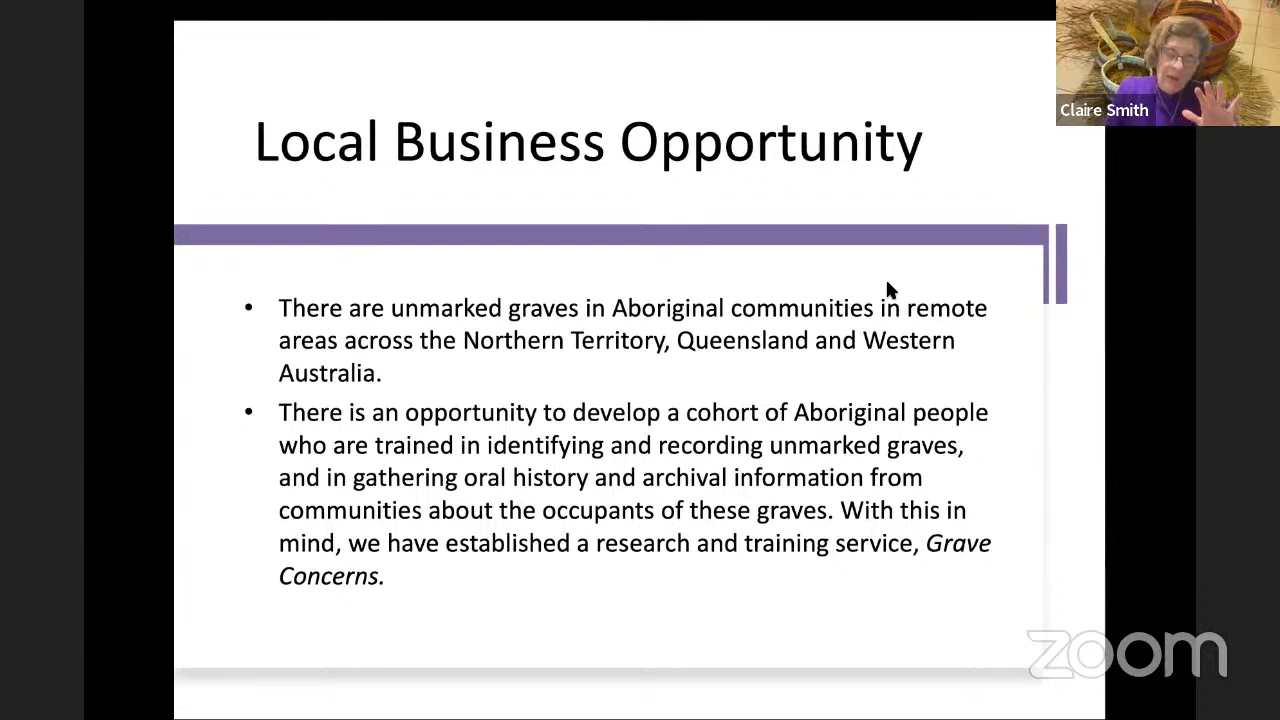 Claire Smith
Local Business Opportunity
• There are unmarked graves in Aboriginal communities in remote
areas across the Northern Territory, Queensland and Western
Australia.
• There is an opportunity to develop a cohort of Aboriginal people
who are trained in identifying and recording unmarked graves,
and in gathering oral history and archival information from
communities about the occupants of these graves. With this in
mind, we have established a research and training service, Grave
Concerns.
zoom